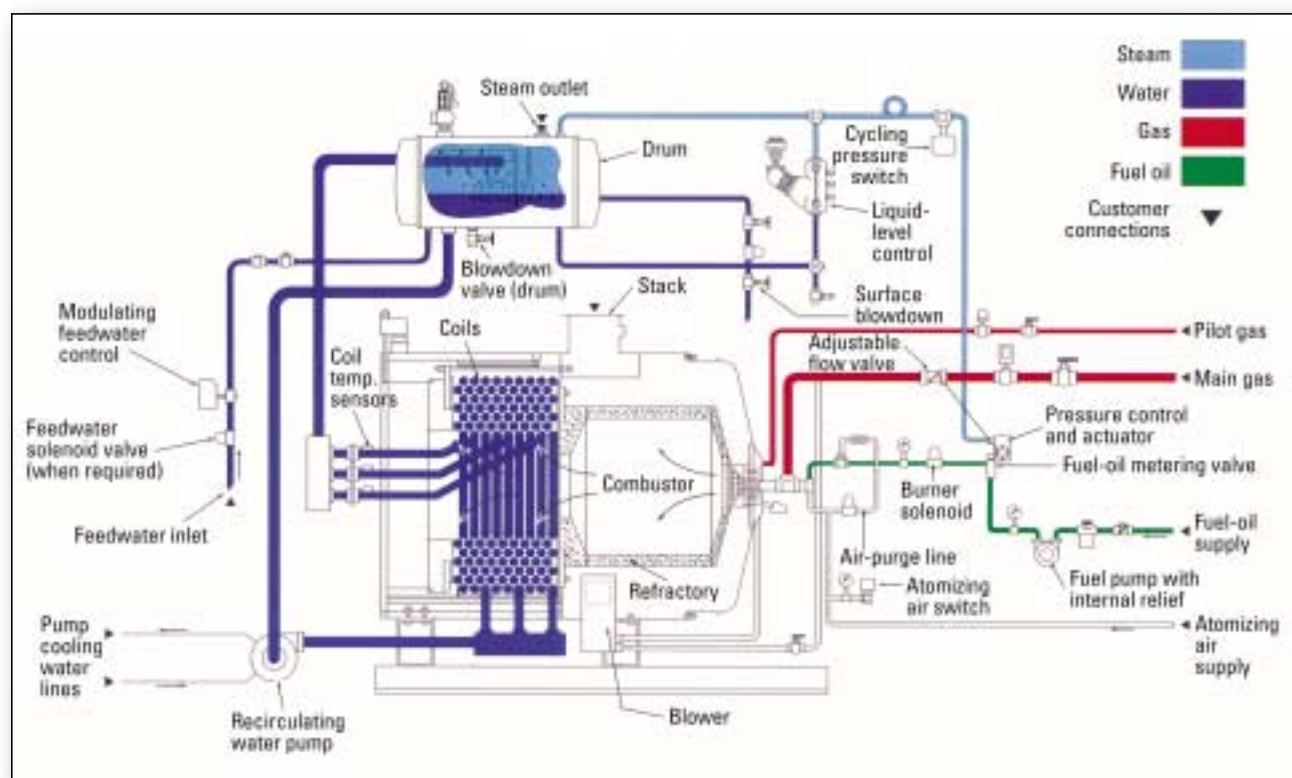 Steam
Water
Gas
Fuel oil
Customer
connections
Steam outlet
Drum
Cycling
pressure
switch
Liquid-
level
control
Blowdown
valve (drum)
Stack
Surface
blowdown
Modulating
feedwater
control
Coils
Coil
temp.
sensors
Adjustable
flow valve
Pilot gas
Main gas
Feedwater
solenoid valve
(when required)
Pressure control
and actuator
Fuel-oil metering valve
Combustor
Burner
solenoid
Feedwater inlet
Air-purge line
Fuel-oil
supply
Refractory
Atomizing
air switch
Fuel pump with
internal relief
Pump
cooling
water
lines
Atomizing
air
supply
Recirculating
water pump
Blower